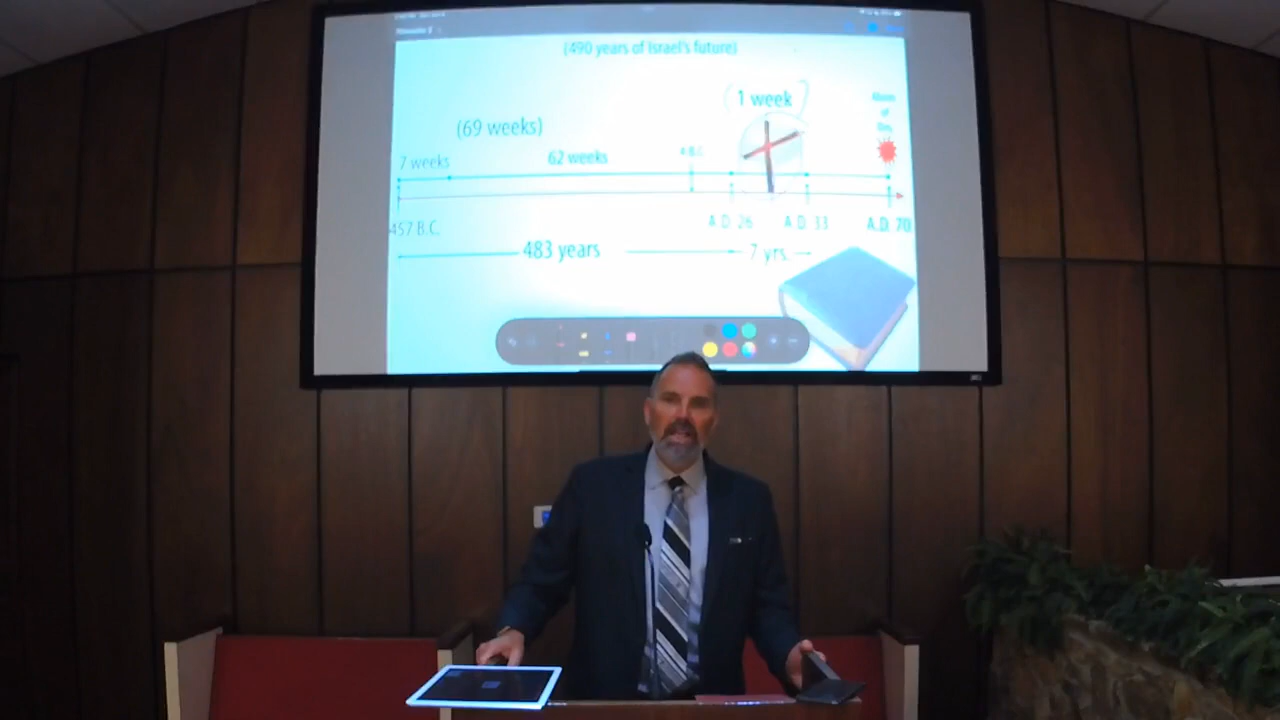 (490 years of Israel's future)
1 week
(69 weeks)
7 weeks
62 weeks
457 B.C.
A.D. 26
A.D. 33
A.D. 70
483 years
7 yrs.